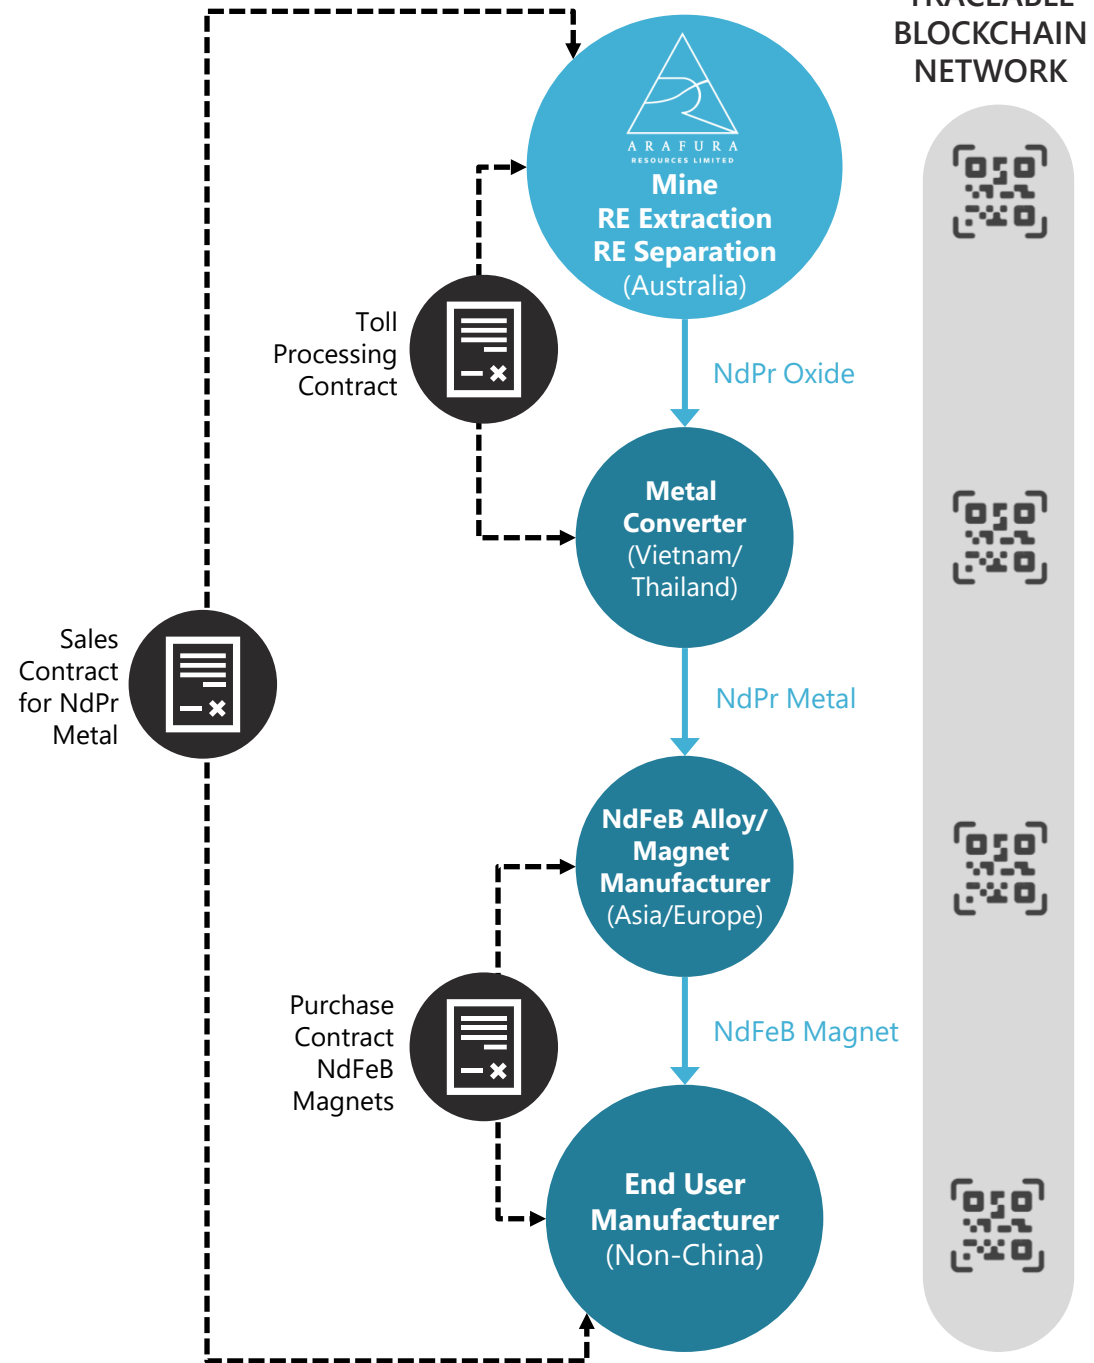 TRACEABLE
BLOCKCHAIN
NETWORK
ARAFURA
RESOURCES LIMITED
Mine
RE Extraction
RE Separation
(Australia)
Toll
Processing
Contract
NdPr Oxide
Metal
Converter
(Vietnam/
Thailand)
Sales
Contract
for NdPr
Metal
NdPr Metal
NdFeB Alloy/
Magnet
Manufacturer
(Asia/Europe)
Purchase
Contract
NdFeB
Magnets
NdFeB Magnet
End User
Manufacturer
(Non-China)